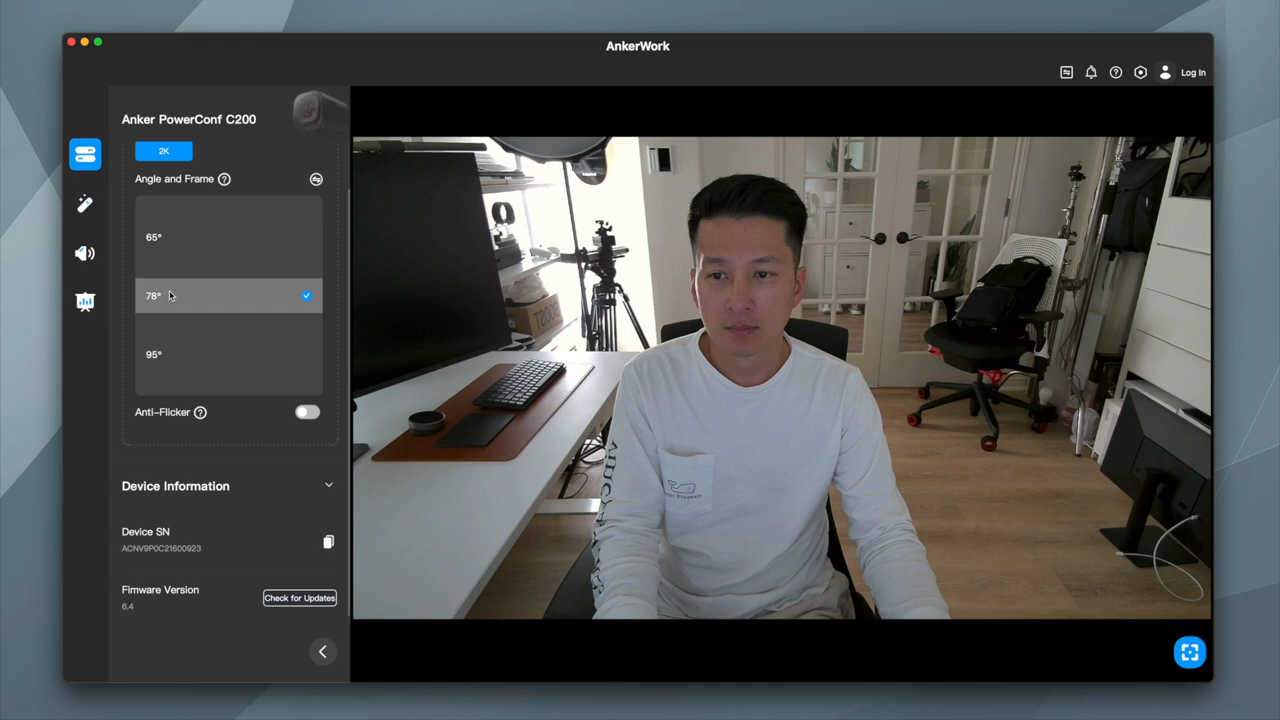 AnkerWork
Log In
Anker PowerConf C200
2K
Angle and Frame
65°
78°
95°
Anti-Flicker
Device Information
Device SN
ACNV9P0C21600923
Fimware Version
Check for Updates
6.4